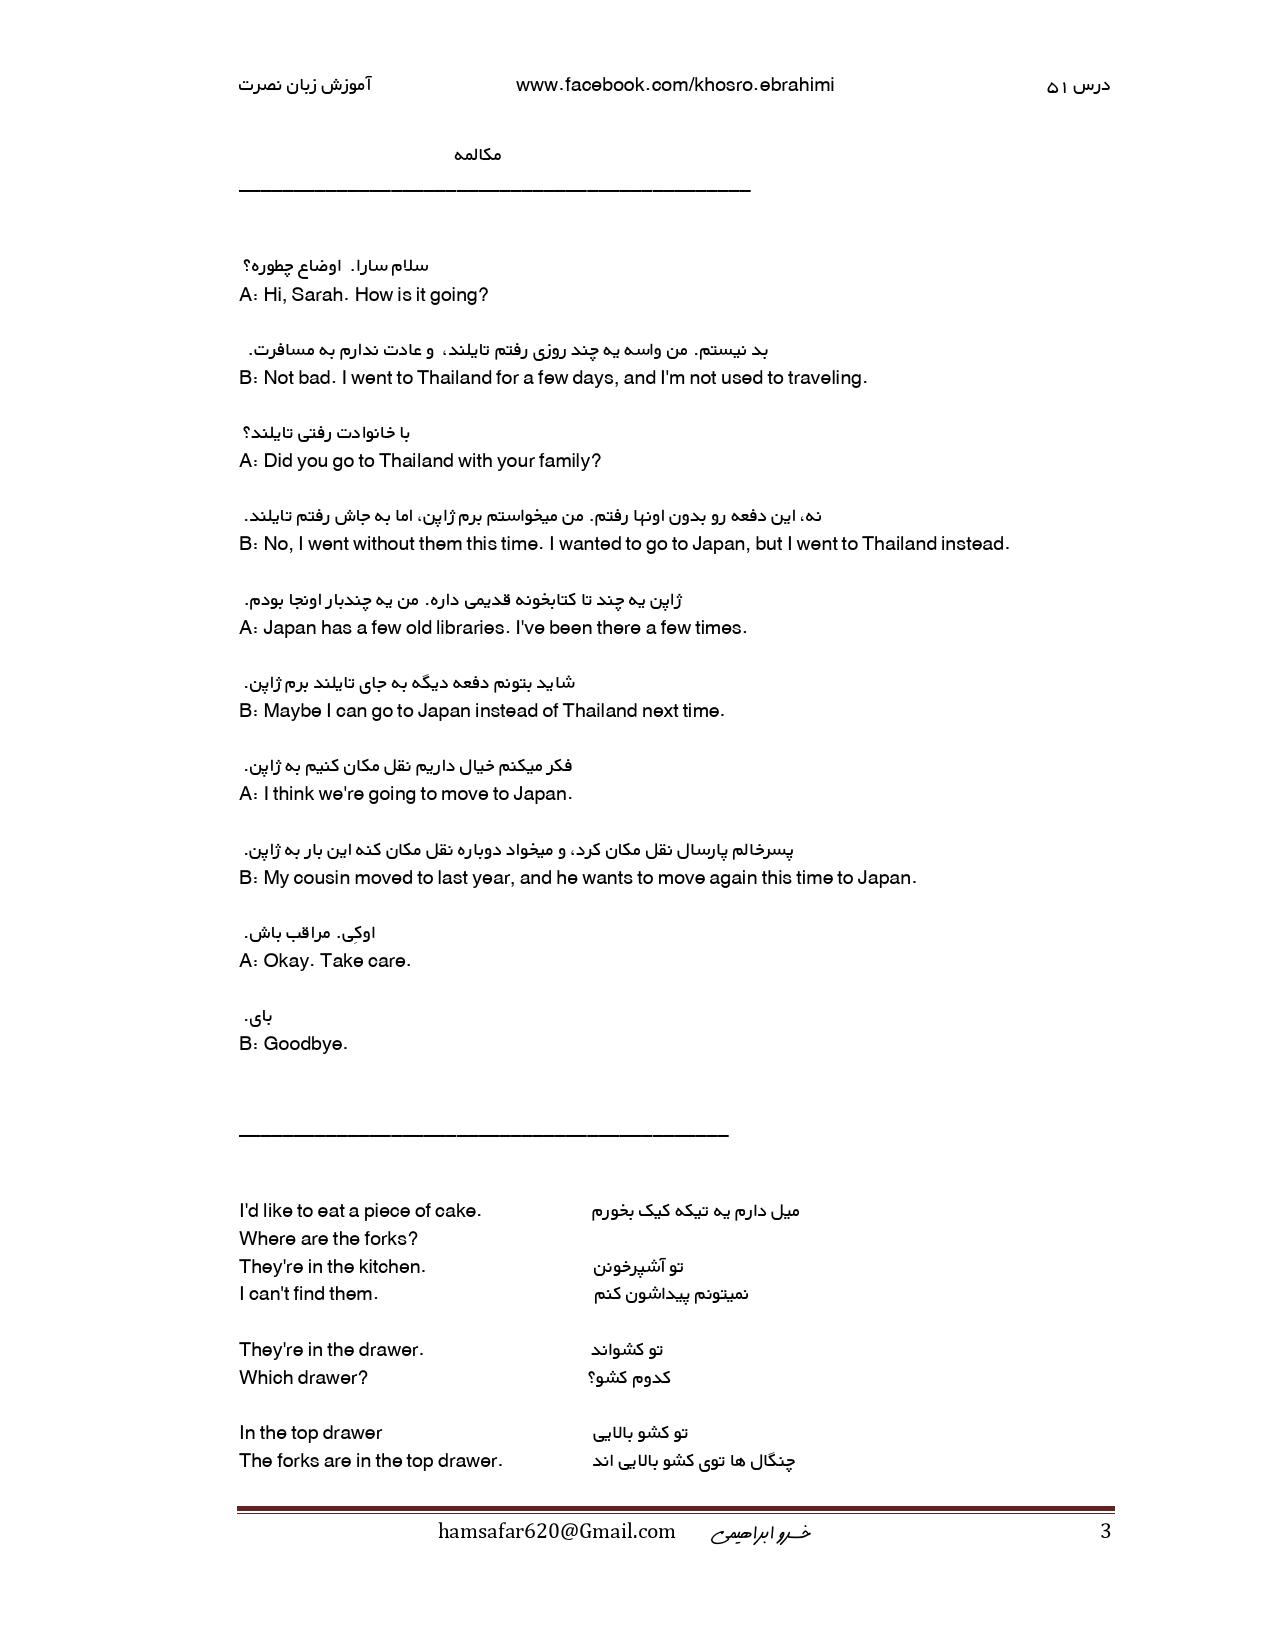 درس ۵۱ www.facebook.com/khosro.ebrahimi آموزش زبان نصرت
مکالمه
سلام سارا. اوضاع چطوره؟
A: Hi, Sarah. How is it going?
بد نیستم. من واسه یه چند روزی رفتم تایلند، و عادت ندارم به مسافرت.
B: Not bad. I went to Thailand for a few days, and I'm not used to traveling.
با خانوادت رفتی تایلند؟
A: Did you go to Thailand with your family?
نه، این دفعه رو بدون اونها رفتم. من میخواستم برم ژاپن، اما به جاش رفتم تایلند.
B: No, I went without them this time. I wanted to go to Japan, but I went to Thailand instead.
ژاپن یه چند تا کتابخونه قدیمی داره. من یه چندبار اونجا بودم.
A: Japan has a few old libraries. I've been there a few times.
شاید بتونم دفعه دیگه به جای تایلند برم ژاپن.
B: Maybe I can go to Japan instead of Thailand next time.
فکر میکنم خیال داریم نقل مکان کنیم به ژاپن.
A: I think we're going to move to Japan.
پسرخالم پارسال نقل مکان کرد، و میخواد دوباره نقل مکان کنه این بار به ژاپن.
B: My cousin moved to last year, and he wants to move again this time to Japan.
اوکِی. مراقب باش.
A: Okay. Take care.
بای.
B: Goodbye.
I'd like to eat a piece of cake. میل دارم یه تیکه کیک بخورم
Where are the forks?
They're in the kitchen. تو آشپرخونن
I can't find them. نمیتونم پیداشون کنم
They're in the drawer. تو کشواند
Which drawer? کدوم کشو؟
In the top drawer تو کشو بالایی
The forks are in the top drawer. چنگال ها توی کشو بالایی اند
hamsafar620@Gmail.com خسرو ابراهیمی 3